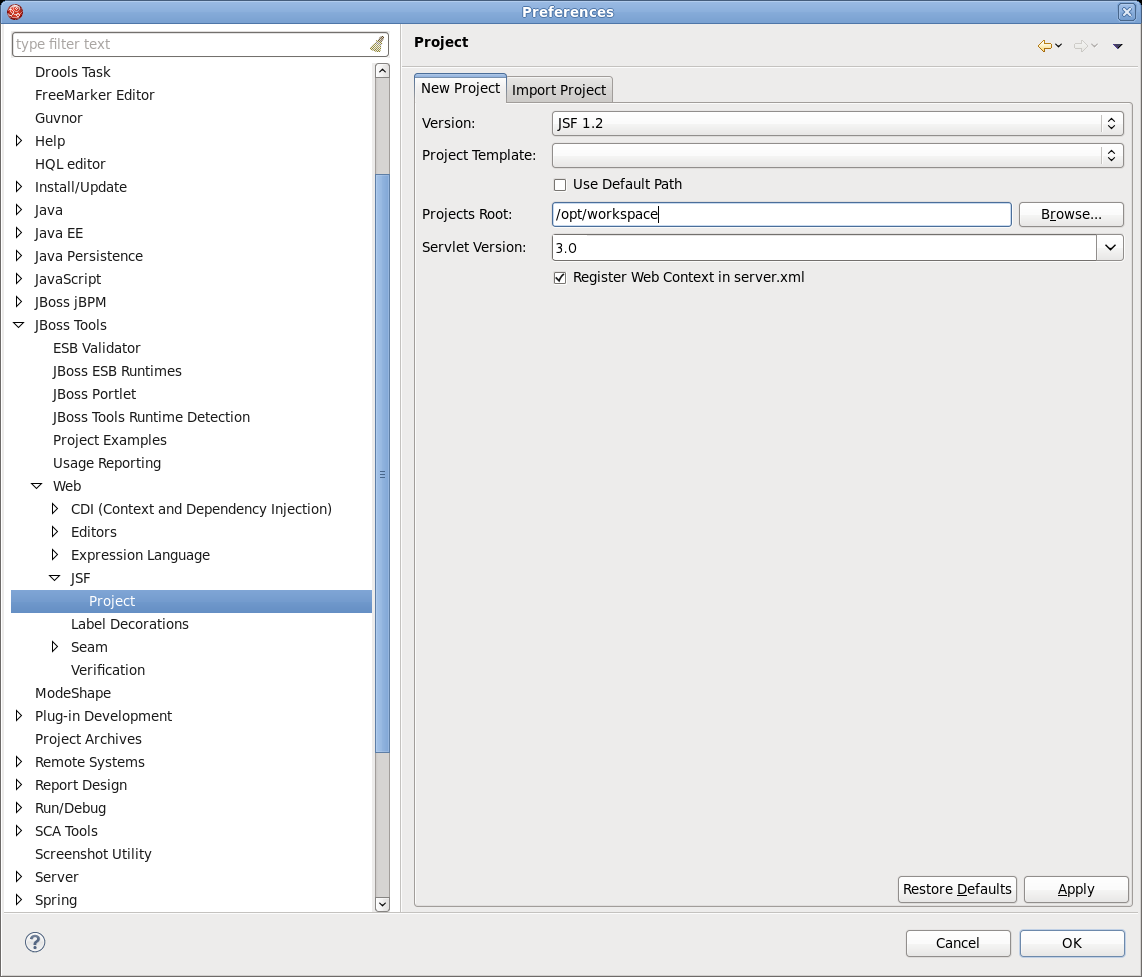 Preferences
type filter text
Drools Task
FreeMarker Editor
Guvnor
Help
HQL editor
Install/Update
Java
Java EE
Java Persistence
JavaScript
JBoss jBPM
JBoss Tools
ESB Validator
JBoss ESB Runtimes
JBoss Portlet
JBoss Tools Runtime Detection
Project Examples
Usage Reporting
Web
CDI (Context and Dependency Injection)
Editors
Expression Language
JSF
Project
Label Decorations
Seam
Verification
ModeShape
Plug-in Development
Project Archives
Remote Systems
Report Design
Run/Debug
SCA Tools
Screenshot Utility
Server
Spring
Project
New Project Import Project
Version: JSF 1.2
Project Template:
Use Default Path
Projects Root: /opt/workspace Browse...
Servlet Version: 3.0
Register Web Context in server.xml
Restore Defaults Apply
? Cancel OK